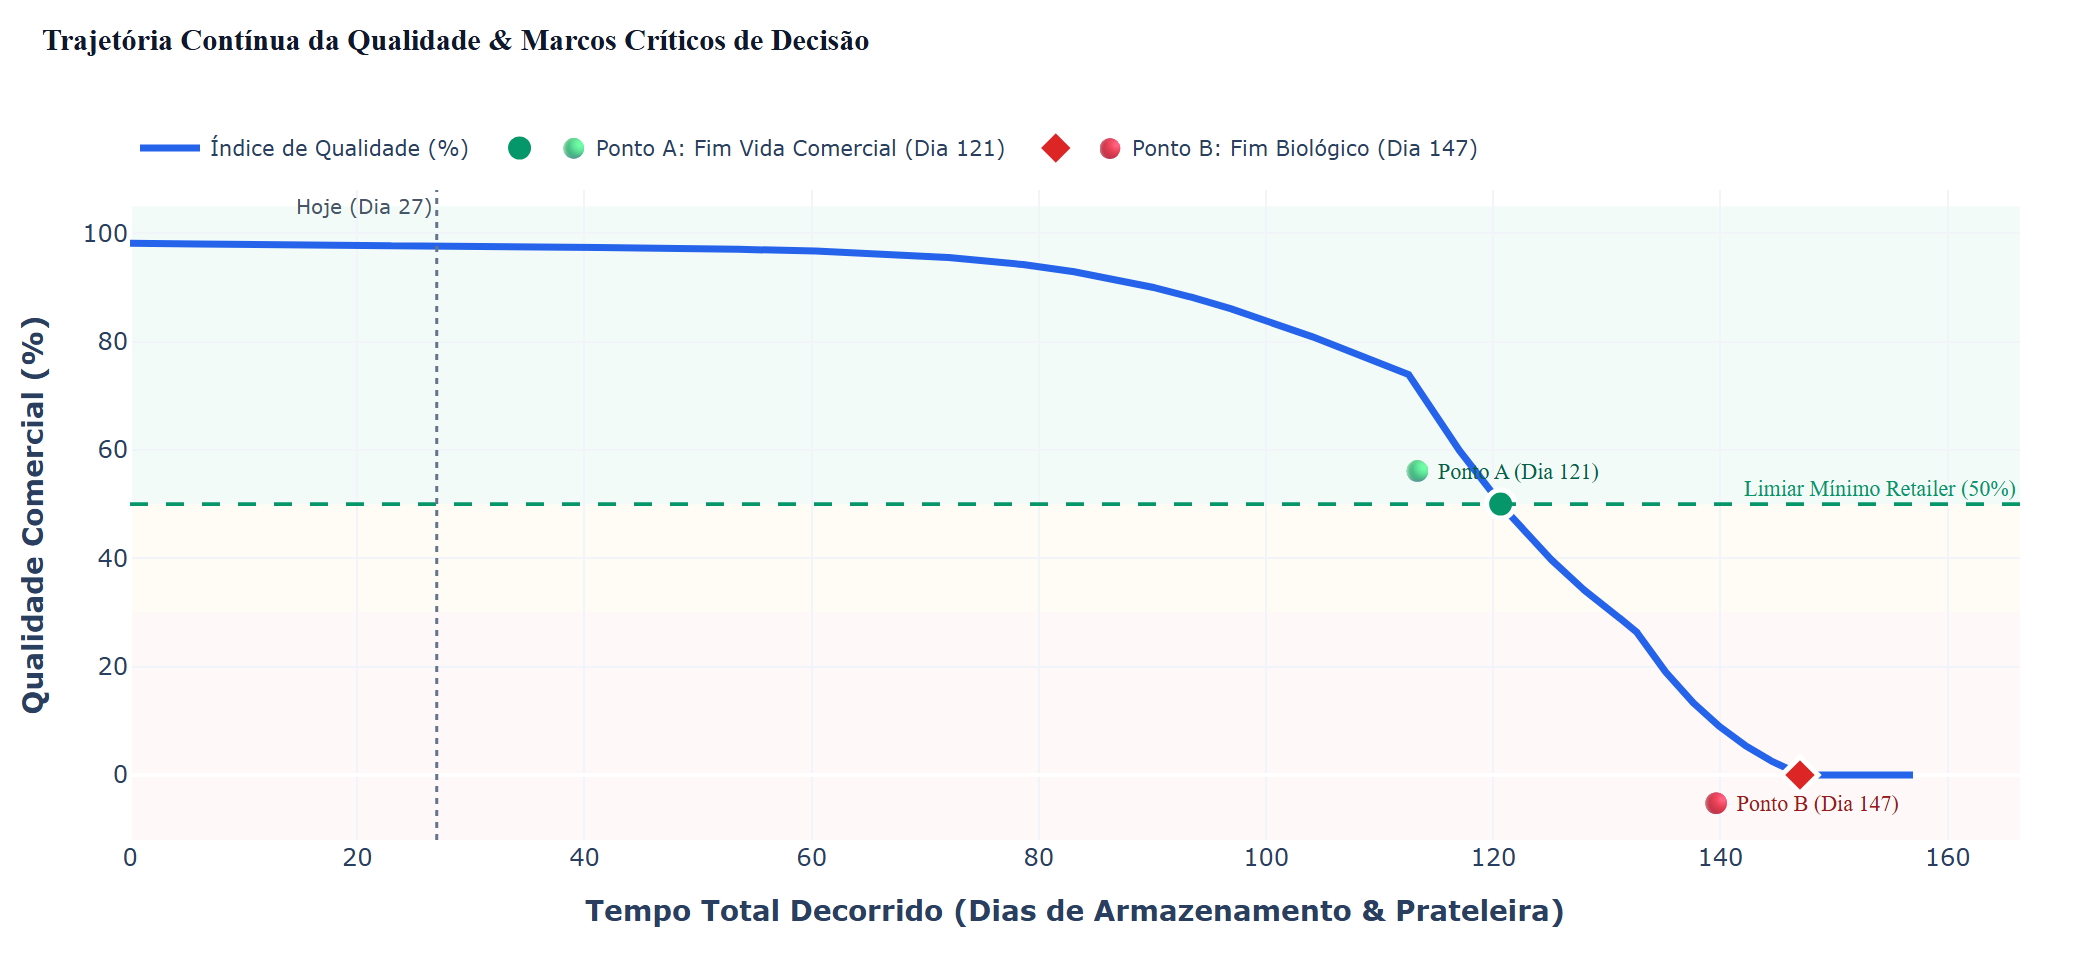 Trajetória Contínua da Qualidade & Marcos Críticos de Decisão
Índice de Qualidade (%)
Ponto A: Fim Vida Comercial (Dia 121)
Ponto B: Fim Biológico (Dia 147)
Hoje (Dia 27)
Qualidade Comercial (%)
100
80
60
40
20
0
Ponto A (Dia 121)
Limiar Mínimo Retailer (50%)
Ponto B (Dia 147)
0 20 40 60 80 100 120 140 160
Tempo Total Decorrido (Dias de Armazenamento & Prateleira)